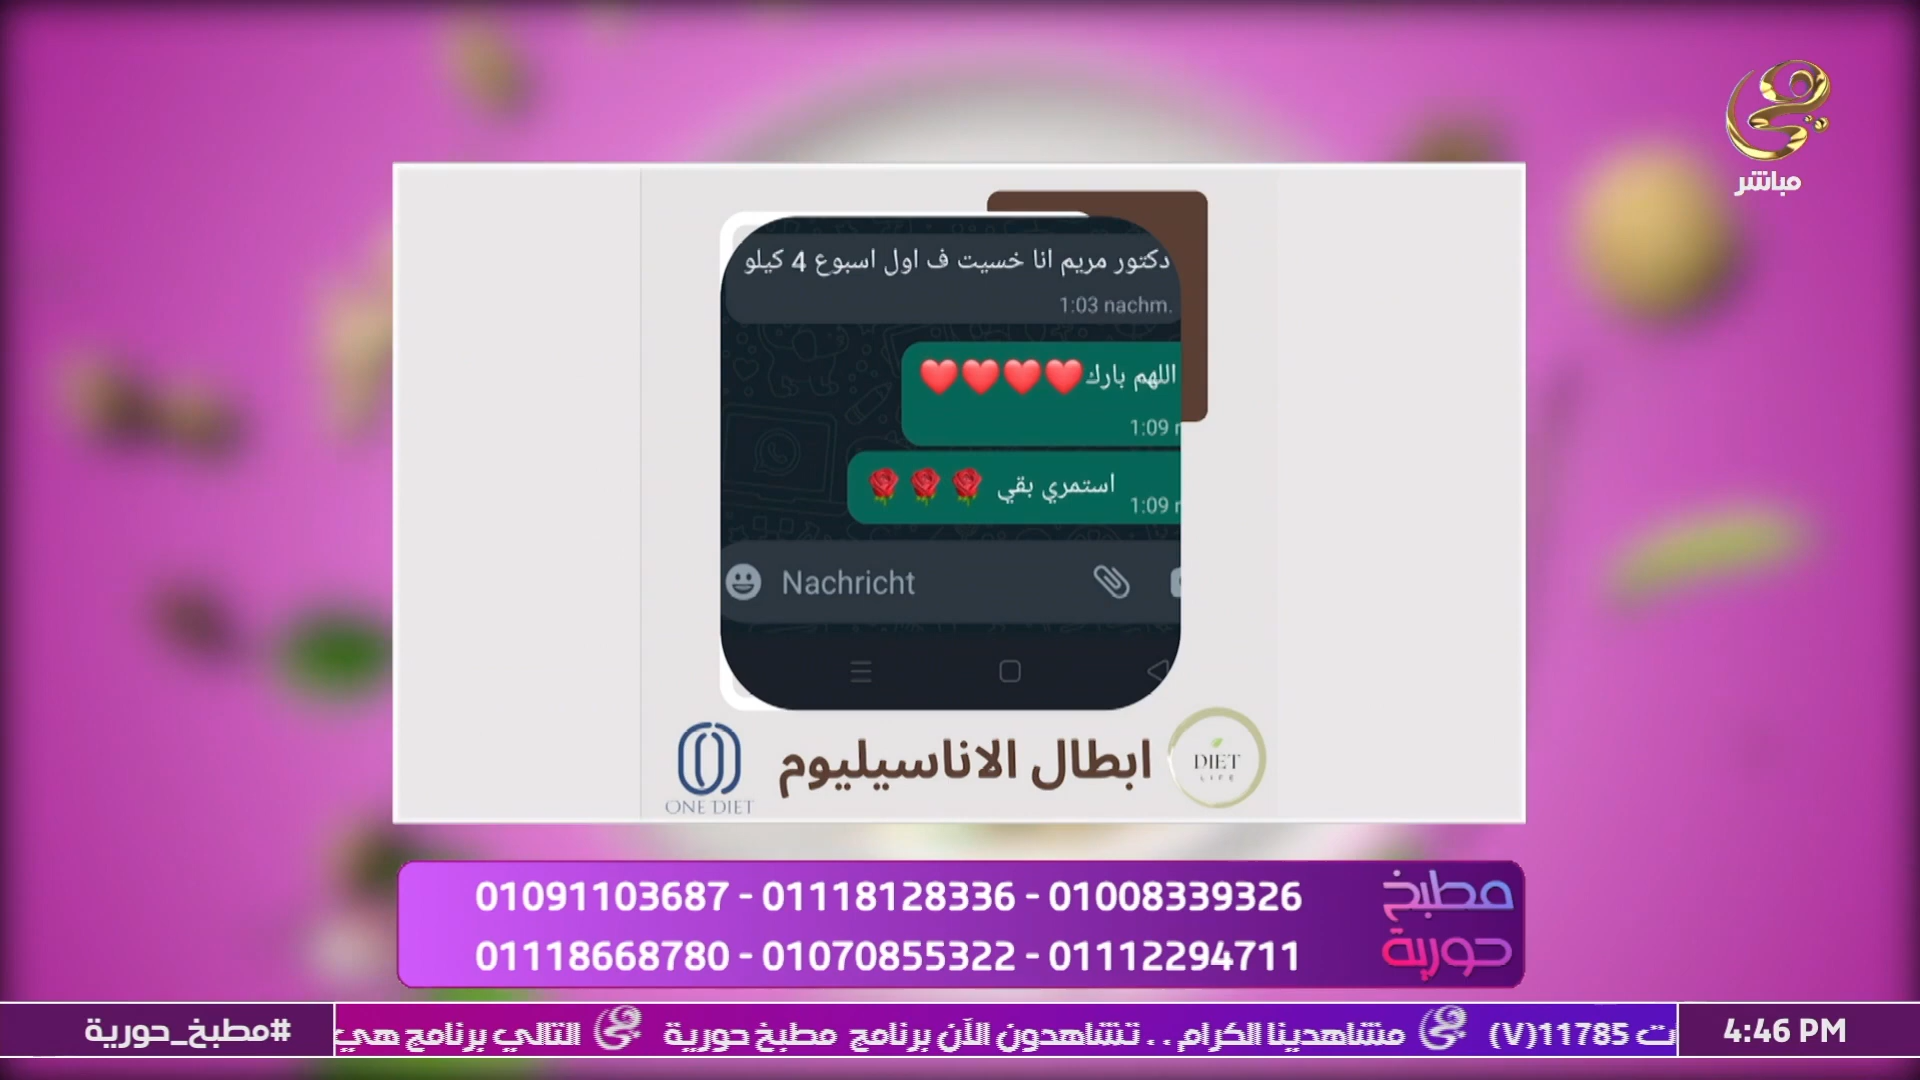 مباشر
دكتور مريم انا خسيت ف اول اسبوع 4 كيلو
1:03 nachm.
اللهم بارك❤️❤️❤️❤️
1:09
استمري بقي 🌹🌹🌹
1:09
Nachricht
ONE DIET
ابطال الاناسيليوم
DIET
LIFE
01091103687 - 01118128336 - 01008339326
01118668780 - 01070855322 - 01112294711
مطبخ
حورية
#مطبخ_حورية
ت 11785(V) مشاهدينا الكرام . . تشاهدون الآن برنامج مطبخ حورية التالي برنامج هي
4:46 PM